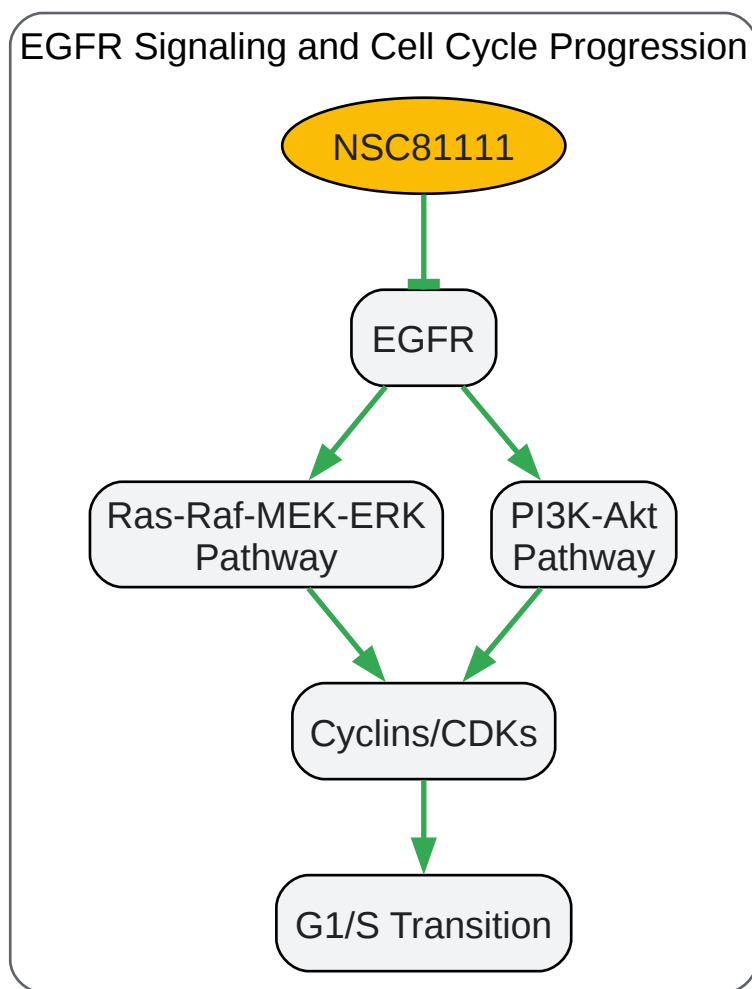 EGFR Signaling and Cell Cycle Progression
NSC81111
EGFR
Ras-Raf-MEK-ERK
Pathway
PI3K-Akt
Pathway
Cyclins/CDKs
G1/S Transition